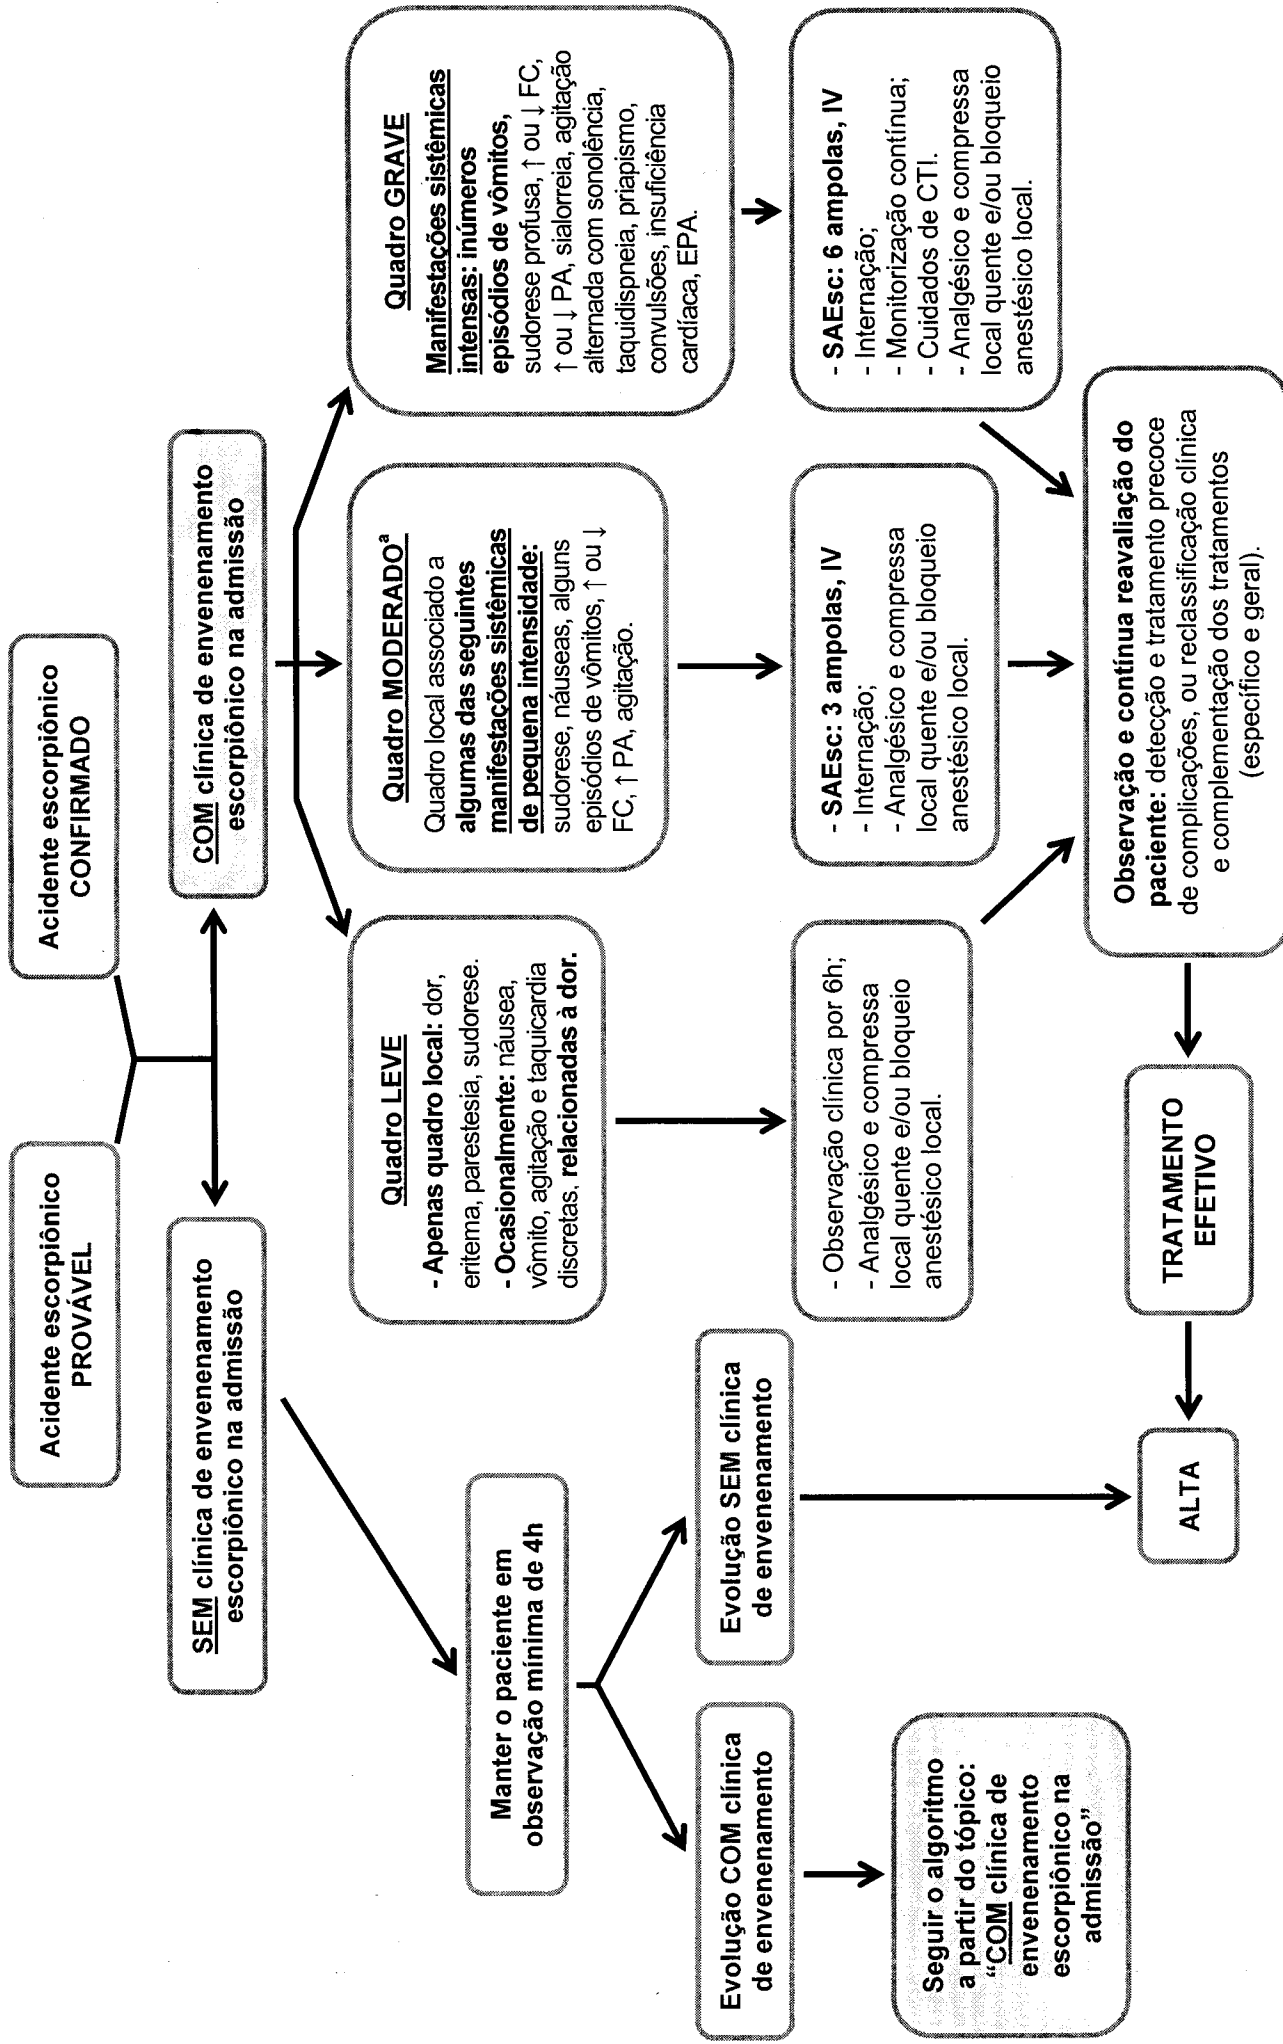 Acidente escorpiônico
PROVÁVEL
Acidente escorpiônico
CONFIRMADO
SEM clínica de envenenamento
escorpiônico na admissão
COM clínica de envenenamento
escorpiônico na admissão
Manter o paciente em
observação mínima de 4h
Evolução COM clínica
de envenenamento
Evolução SEM clínica
de envenenamento
Seguir o algoritmo
a partir do tópico:
“COM clínica de
envenenamento
escorpiônico na
admissão”
Quadro LEVE
- Apenas quadro local: dor,
eritema, parestesia, sudorese.
- Ocasionalmente: náusea,
vômito, agitação e taquicardia
discretas, relacionadas à dor.
Quadro MODERADOª
Quadro local associado a
algumas das seguintes
manifestações sistêmicas
de pequena intensidade:
sudorese, náuseas, alguns
episódios de vômitos, ↑ ou ↓
FC, ↑ PA, agitação.
Quadro GRAVE
Manifestações sistêmicas
intensas: inúmeros
episódios de vômitos,
sudorese profusa, ↑ ou ↓ FC,
↑ ou ↓ PA, sialorreia, agitação
alternada com sonolência,
taquidispneia, priapismo,
convulsões, insuficiência
cardíaca, EPA.
- Observação clínica por 6h;
- Analgésico e compressa
local quente e/ou bloqueio
anestésico local.
- SAEsc: 3 ampolas, IV
- Internação;
- Analgésico e compressa
local quente e/ou bloqueio
anestésico local.
- SAEsc: 6 ampolas, IV
- Internação;
- Monitorização contínua;
- Cuidados de CTI.
- Analgésico e compressa
local quente e/ou bloqueio
anestésico local.
Observação e contínua reavaliação do
paciente: detecção e tratamento precoce
de complicações, ou reclassificação clínica
e complementação dos tratamentos
(específico e geral).
TRATAMENTO
EFETIVO
ALTA